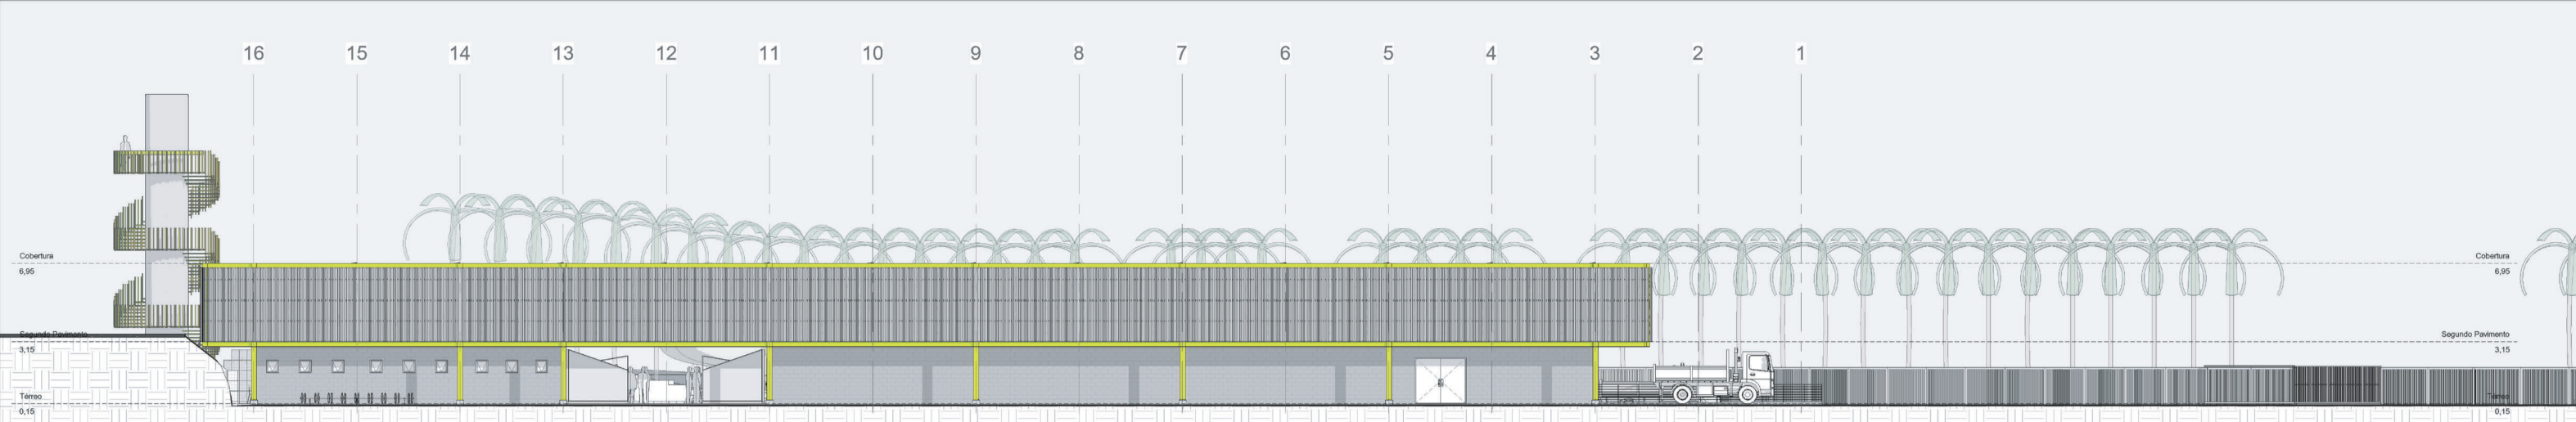 16 15 14 13 12 11 10 9 8 7 6 5 4 3 2 1
Cobertura
6,95
Segundo Pavimento
3,15
Térreo
0,15
Cobertura
6,95
Segundo Pavimento
3,15
Térreo
0,15